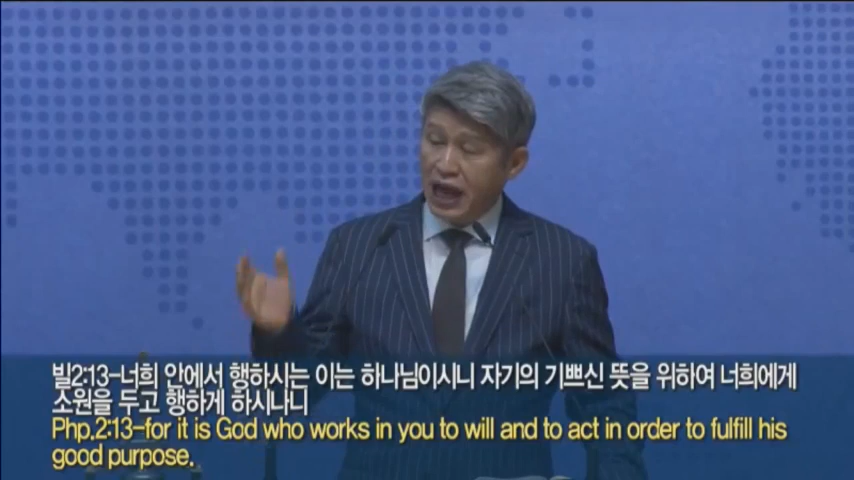 빌2:13-너희 안에서 행하시는 이는 하나님이시니 자기의 기쁘신 뜻을 위하여 너희에게
소원을 두고 행하게 하시나니
Php.2:13-for it is God who works in you to will and to act in order to fulfill his
good purpose.